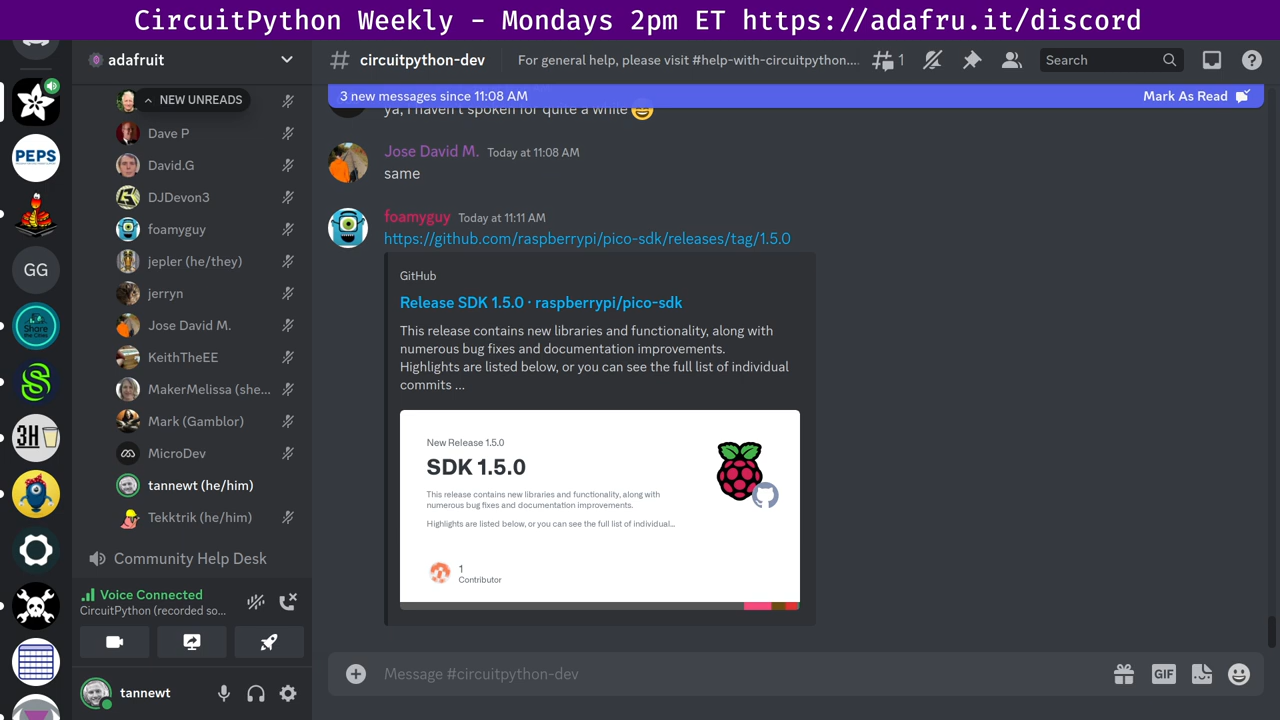 CircuitPython Weekly - Mondays 2pm ET https://adafru.it/discord
adafruit
NEW UNREADS
Dave P
David.G
DJDevon3
foamyguy
jepler (he/they)
jerryn
Jose David M.
KeithTheEE
MakerMelissa (she...
Mark (Gamblor)
MicroDev
tannewt (he/him)
Tekktrik (he/him)
Community Help Desk
Voice Connected
CircuitPython (recorded so...
tannewt
PEPS
GG
Share the Cities
3H
circuitpython-dev
For general help, please visit #help-with-circuitpython....
1
Search
3 new messages since 11:08 AM
Mark As Read
ya, i haven't spoken for quite a while
Jose David M. Today at 11:08 AM
same
foamyguy Today at 11:11 AM
https://github.com/raspberrypi/pico-sdk/releases/tag/1.5.0
GitHub
Release SDK 1.5.0 · raspberrypi/pico-sdk
This release contains new libraries and functionality, along with
numerous bug fixes and documentation improvements.
Highlights are listed below, or you can see the full list of individual
commits ...
New Release 1.5.0
SDK 1.5.0
This release contains new libraries and functionality, along with
numerous bug fixes and documentation improvements.
Highlights are listed below, or you can see the full list of individual...
1
Contributor
Message #circuitpython-dev
GIF